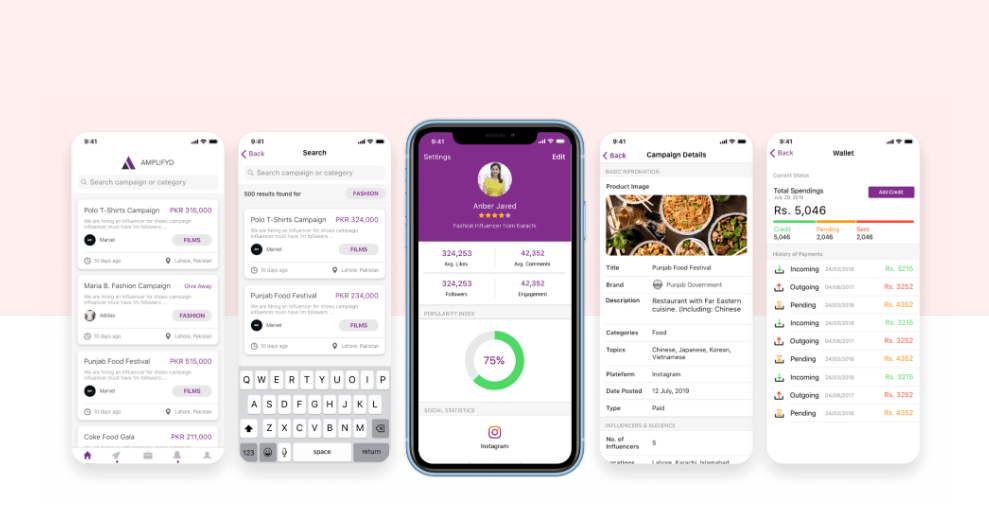 9:41
AMPLIFYD
Search campaign or category
Polo T-Shirts Campaign PKR 315,000
We are hiring an influencer for shoes campaign
influencer must have 1m followers ...
Marvel FILMS
10 days ago Lahore, Pakistan
Maria B. Fashion Campaign Give Away
We are hiring an influencer for shoes campaign
influencer must have 1m followers ...
Adidas FASHION
10 days ago Lahore, Pakistan
Punjab Food Festival PKR 515,000
We are hiring an influencer for shoes campaign
influencer must have 1m followers ...
Marvel FILMS
10 days ago Lahore, Pakistan
Coke Food Gala PKR 211,000
9:41
Back Search
Search campaign or category
500 results found for FASHION
Polo T-Shirts Campaign PKR 324,000
We are hiring an influencer for shoes campaign
influencer must have 1m followers ...
Marvel FILMS
10 days ago Lahore, Pakistan
Punjab Food Festival PKR 234,000
We are hiring an influencer for shoes campaign
influencer must have 1m followers ...
Marvel FILMS
10 days ago Lahore, Pakistan
Q W E R T Y U O I P
A S D F G H J K L
Z X C V B N M
123 space return
9:41
Settings Edit
Anber Javed
Fashion Influencer from Karachi
324,253 42,352
Avg. Likes Avg. Comments
324,253 42,352
Followers Engagement
POPULARITY INDEX
75%
SOCIAL STATISTICS
Instagram
9:41
Back Campaign Details
BASIC INFROMATION
Product Image
Title Punjab Food Festival
Brand Punjab Government
Description Restaurant with Far Eastern
cuisine. (Including: Chinese
Categories Food
Topics Chinese, Japanese, Korean,
Vietnamese
Plateform Instagram
Date Posted 12 July, 2019
Type Paid
INFLUENCERS & AUDIENCE
No. of
Influencers 5
Locations Lahore, Karachi, Islamabad
9:41
Back Wallet
Current Status
Total Spendings
July 28, 2019
Add Credit
Rs. 5,046
Credit Pending Sent
5,046 2,046 2,046
History of Payments
Incoming 24/03/2018 Rs. 3215
Outgoing 04/08/2017 Rs. 3252
Pending 24/03/2018 Rs. 4352
Incoming 24/03/2018 Rs. 3215
Outgoing 04/08/2017 Rs. 3252
Pending 24/03/2018 Rs. 4352
Incoming 24/03/2018 Rs. 3215
Outgoing 04/08/2017 Rs. 3252
Pending 24/03/2018 Rs. 4352